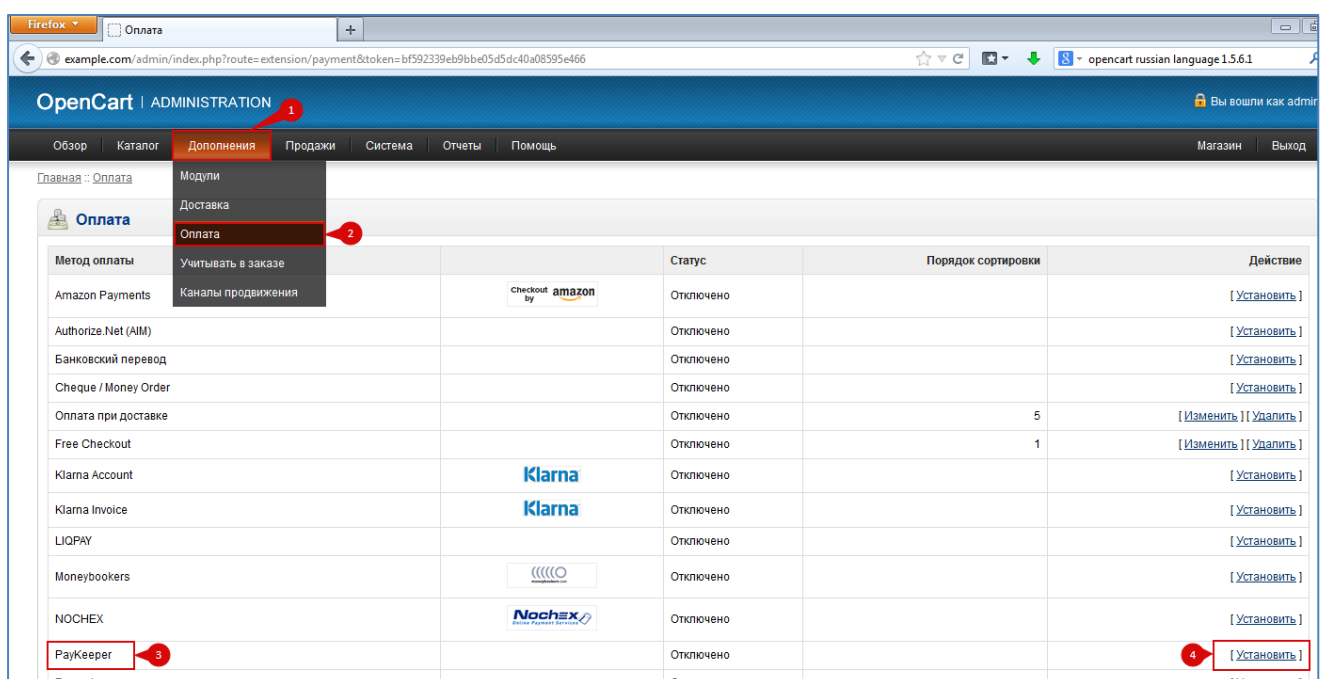 Firefox
Оплата
+
example.com/admin/index.php?route=extension/payment&token=bf592339eb9bbe05d5dc40a08595e466
8 opencart russian language 1.5.6.1
OpenCart | ADMINISTRATION
1
Вы вошли как admin
Обзор Каталог Дополнения Продажи Система Отчеты Помощь Магазин Выход
Главная :: Оплата
Модули
Доставка
Оплата
Оплата 2
Учитывать в заказе
Каналы продвижения
Метод оплаты Статус Порядок сортировки Действие
Amazon Payments Checkout by amazon Отключено [ Установить ]
Authorize.Net (AIM) Отключено [ Установить ]
Банковский перевод Отключено [ Установить ]
Cheque / Money Order Отключено [ Установить ]
Оплата при доставке Отключено 5 [ Изменить ] [ Удалить ]
Free Checkout Отключено 1 [ Изменить ] [ Удалить ]
Klarna Account Klarna Отключено [ Установить ]
Klarna Invoice Klarna Отключено [ Установить ]
LIQPAY Отключено [ Установить ]
Moneybookers Отключено [ Установить ]
NOCHEX Nochex Online Payment Services Отключено [ Установить ]
PayKeeper 3 Отключено 4 [ Установить ]